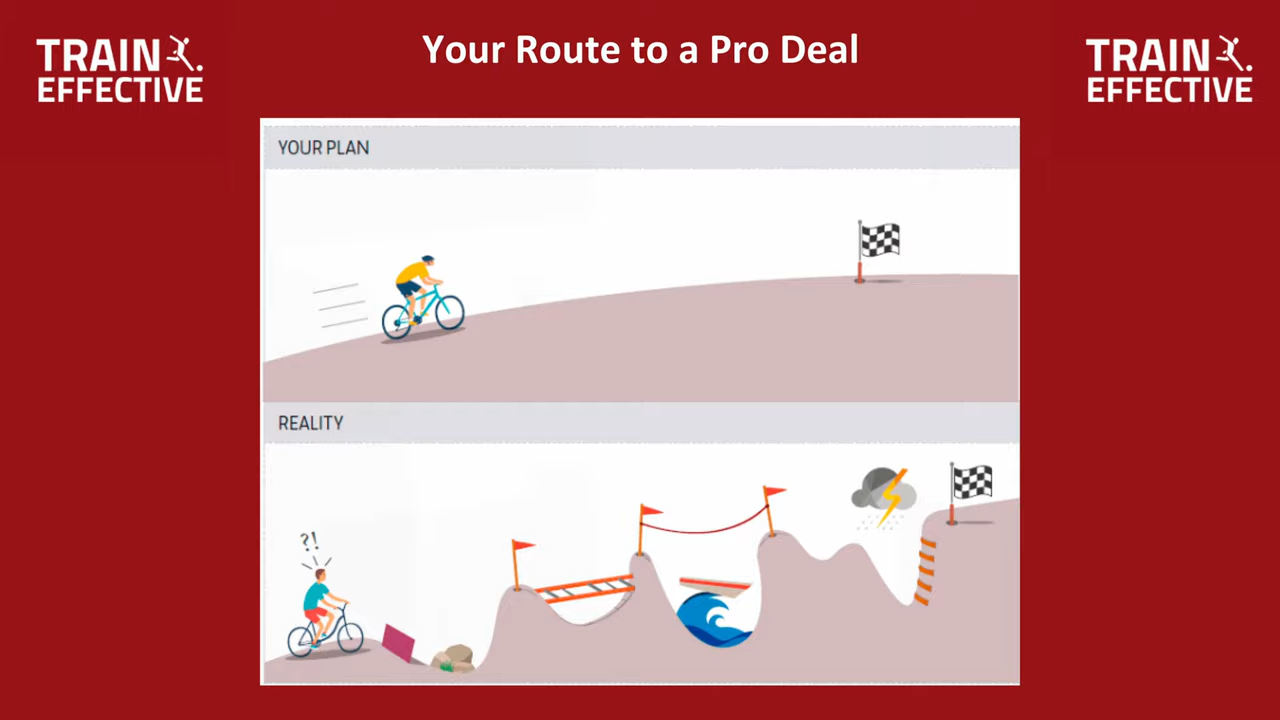 TRAIN
EFFECTIVE
Your Route to a Pro Deal
TRAIN
EFFECTIVE
YOUR PLAN
REALITY
?!